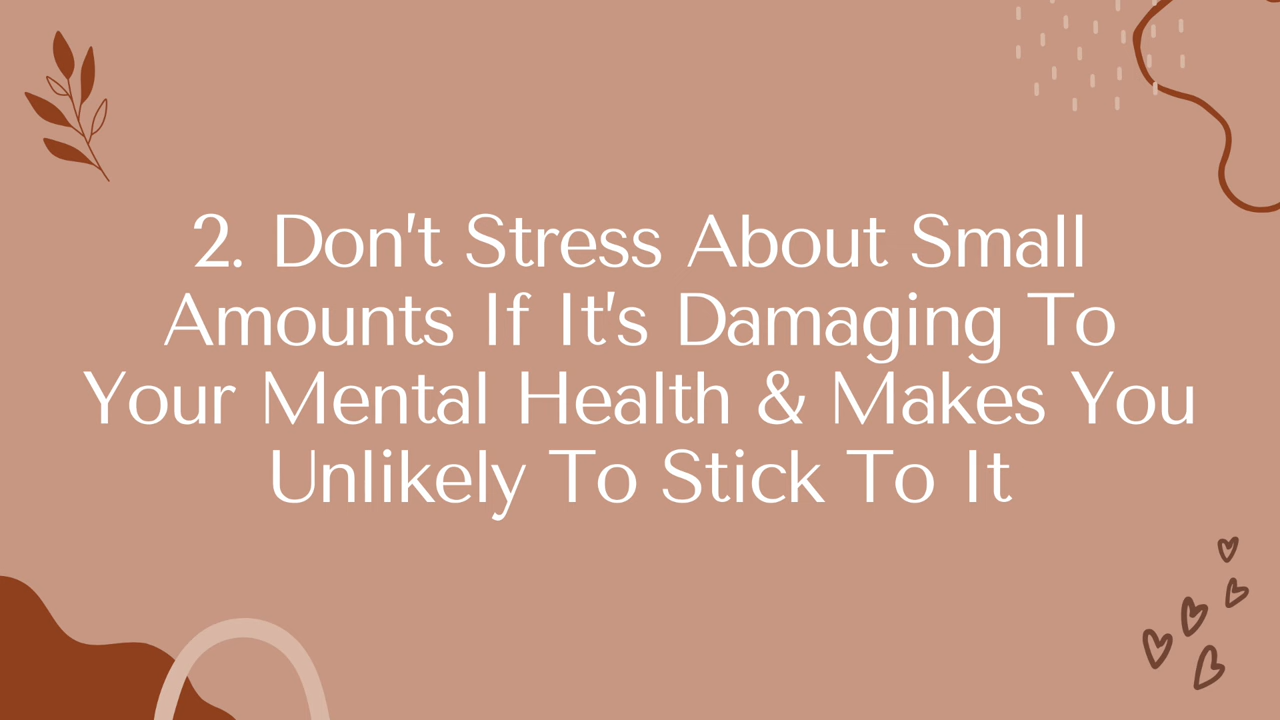 2. Don't Stress About Small
Amounts If It's Damaging To
Your Mental Health & Makes You
Unlikely To Stick To It